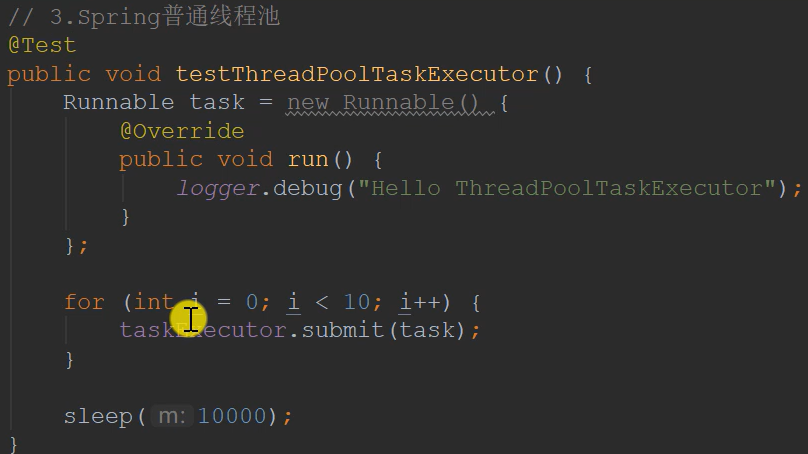 // 3.Spring普通线程池
@Test
public void testThreadPoolTaskExecutor() {
Runnable task = new Runnable() {
@Override
public void run() {
logger.debug("Hello ThreadPoolTaskExecutor");
}
};
for (int i = 0; i < 10; i++) {
taskExecutor.submit(task);
}
sleep( m: 10000);
}